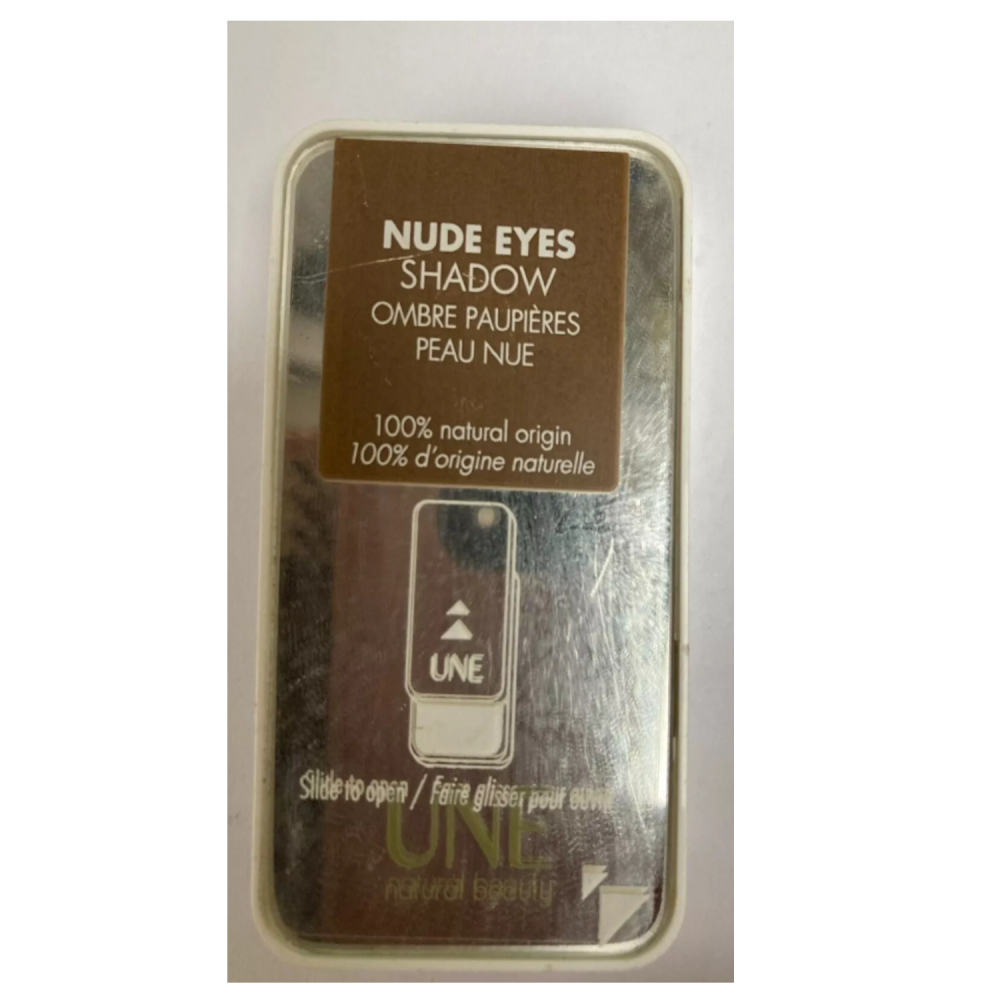 NUDE EYES
SHADOW
OMBRE PAUPIÈRES
PEAU NUE
100% natural origin
100% d'origine naturelle
UNE
Slide to open / Faire glisser pour ouvrir
UNE
natural beauty